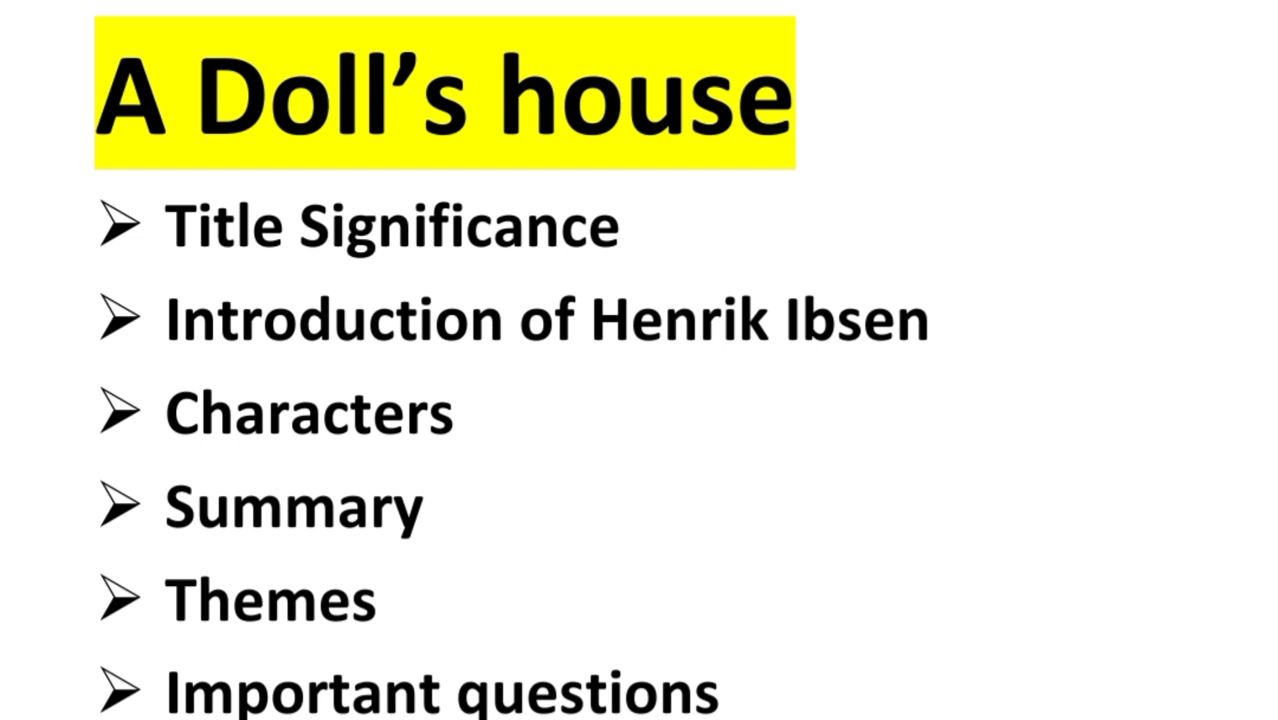 A Doll’s house
Title Significance
Introduction of Henrik Ibsen
Characters
Summary
Themes
Important questions